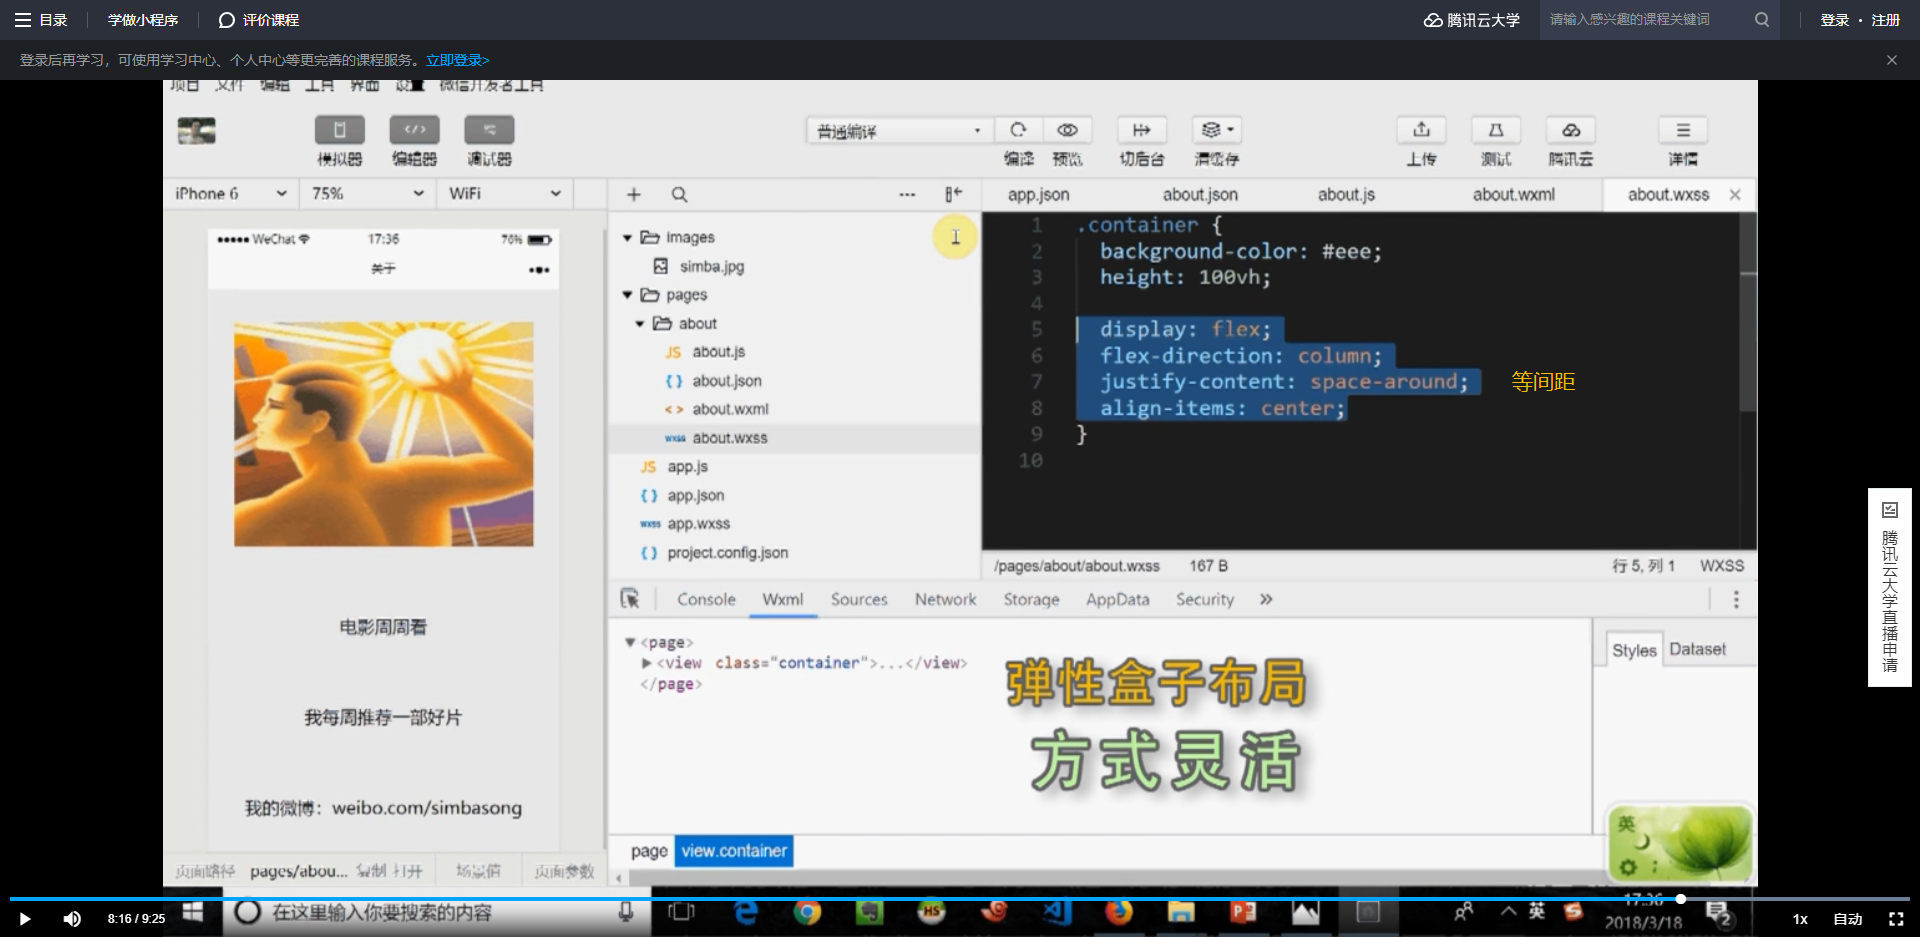 目录 学做小程序 评价课程 腾讯云大学 请输入感兴趣的课程关键词 登录 · 注册
登录后再学习，可使用学习中心、个人中心等更完善的课程服务。立即登录>
项目 文件 编辑 工具 界面 设置 微信开发者工具
普通编译
模拟器 编辑器 调试器 编译 预览 切后台 清缓存 上传 测试 腾讯云 详情
iPhone 6 75% WiFi
app.json about.json about.js about.wxml about.wxss
WeChat 17:36 76%
关于
电影周周看
我每周推荐一部好片
我的微博：weibo.com/simbasong
页面路径 pages/abou... 复制 打开 场景值 页面参数
images
simba.jpg
pages
about
JS about.js
{} about.json
<> about.wxml
wxss about.wxss
JS app.js
{} app.json
wxss app.wxss
{} project.config.json
1 .container {
2 background-color: #eee;
3 height: 100vh;
4
5 display: flex;
6 flex-direction: column;
7 justify-content: space-around; 等间距
8 align-items: center;
9 }
10
/pages/about/about.wxss 167 B 行 5, 列 1 WXSS
Console Wxml Sources Network Storage AppData Security
<page>
<view class="container">...</view>
</page>
Styles Dataset
弹性盒子布局
方式灵活
page view.container
英
腾讯云大学直播申请
在这里输入你要搜索的内容
英 17:36
2018/3/18 2
8:16 / 9:25 1x 自动